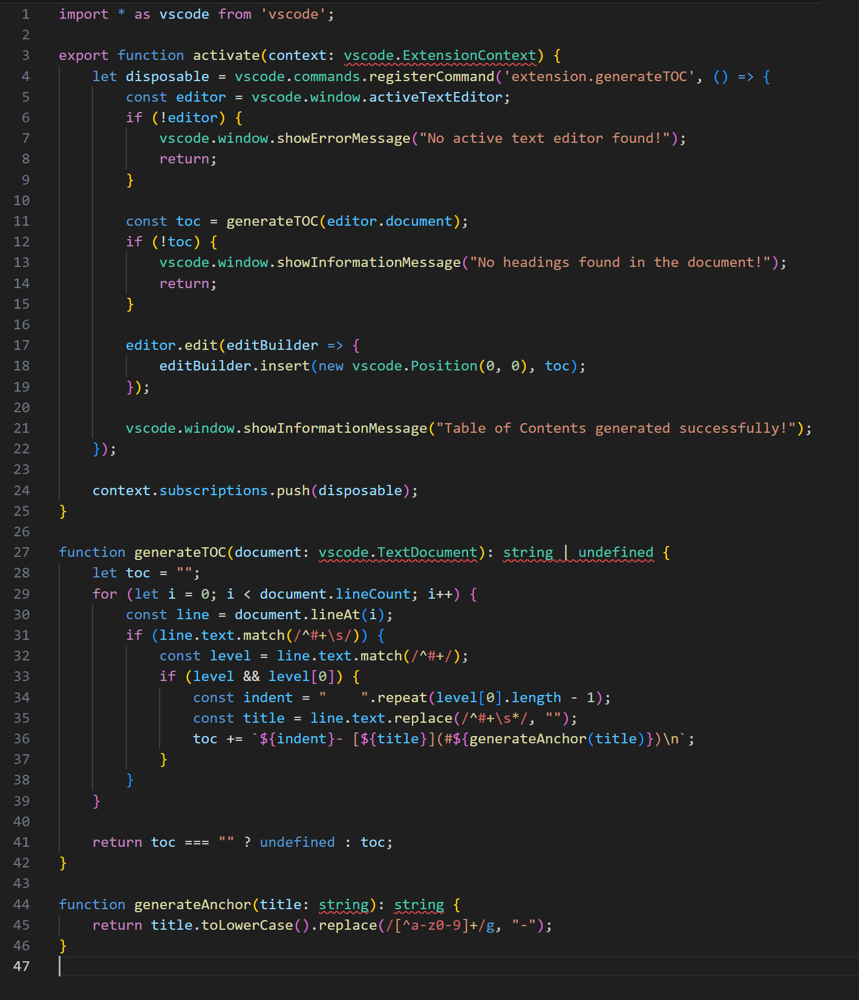 1 import * as vscode from 'vscode';
2
3 export function activate(context: vscode.ExtensionContext) {
4     let disposable = vscode.commands.registerCommand('extension.generateTOC', () => {
5         const editor = vscode.window.activeTextEditor;
6         if (!editor) {
7             vscode.window.showErrorMessage("No active text editor found!");
8             return;
9         }
10
11         const toc = generateTOC(editor.document);
12         if (!toc) {
13             vscode.window.showInformationMessage("No headings found in the document!");
14             return;
15         }
16
17         editor.edit(editBuilder => {
18             editBuilder.insert(new vscode.Position(0, 0), toc);
19         });
20
21         vscode.window.showInformationMessage("Table of Contents generated successfully!");
22     });
23
24     context.subscriptions.push(disposable);
25 }
26
27 function generateTOC(document: vscode.TextDocument): string | undefined {
28     let toc = "";
29     for (let i = 0; i < document.lineCount; i++) {
30         const line = document.lineAt(i);
31         if (line.text.match(/^#+\s/)) {
32             const level = line.text.match(/^#+/);
33             if (level && level[0]) {
34                 const indent = "    ".repeat(level[0].length - 1);
35                 const title = line.text.replace(/^#+\s*/, "");
36                 toc += `${indent}- [${title}](#${generateAnchor(title)})\n`;
37             }
38         }
39     }
40
41     return toc === "" ? undefined : toc;
42 }
43
44 function generateAnchor(title: string): string {
45     return title.toLowerCase().replace(/[^a-z0-9]+/g, "-");
46 }
47